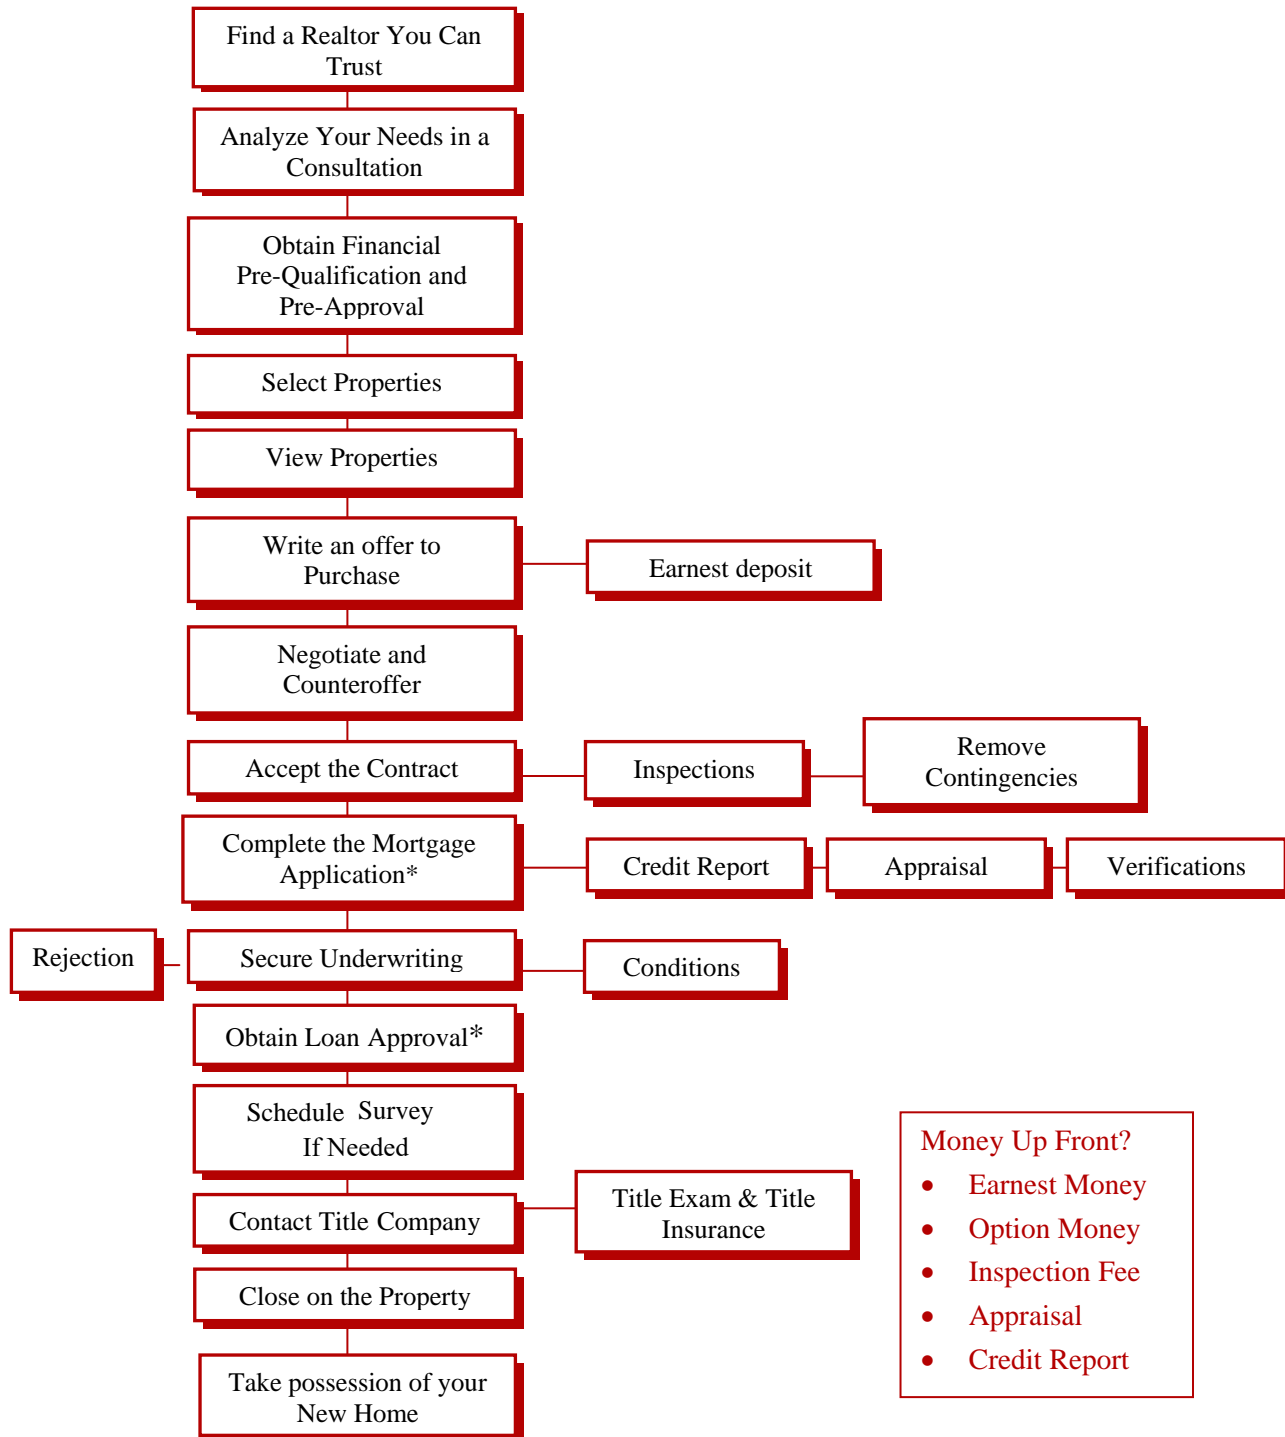 Find a Realtor You Can
Trust
Analyze Your Needs in a
Consultation
Obtain Financial
Pre-Qualification and
Pre-Approval
Select Properties
View Properties
Write an offer to
Purchase
Earnest deposit
Negotiate and
Counteroffer
Accept the Contract
Inspections
Remove
Contingencies
Complete the Mortgage
Application*
Credit Report
Appraisal
Verifications
Rejection
Secure Underwriting
Conditions
Obtain Loan Approval*
Schedule Survey
If Needed
Contact Title Company
Title Exam & Title
Insurance
Close on the Property
Take possession of your
New Home
Money Up Front?
• Earnest Money
• Option Money
• Inspection Fee
• Appraisal
• Credit Report